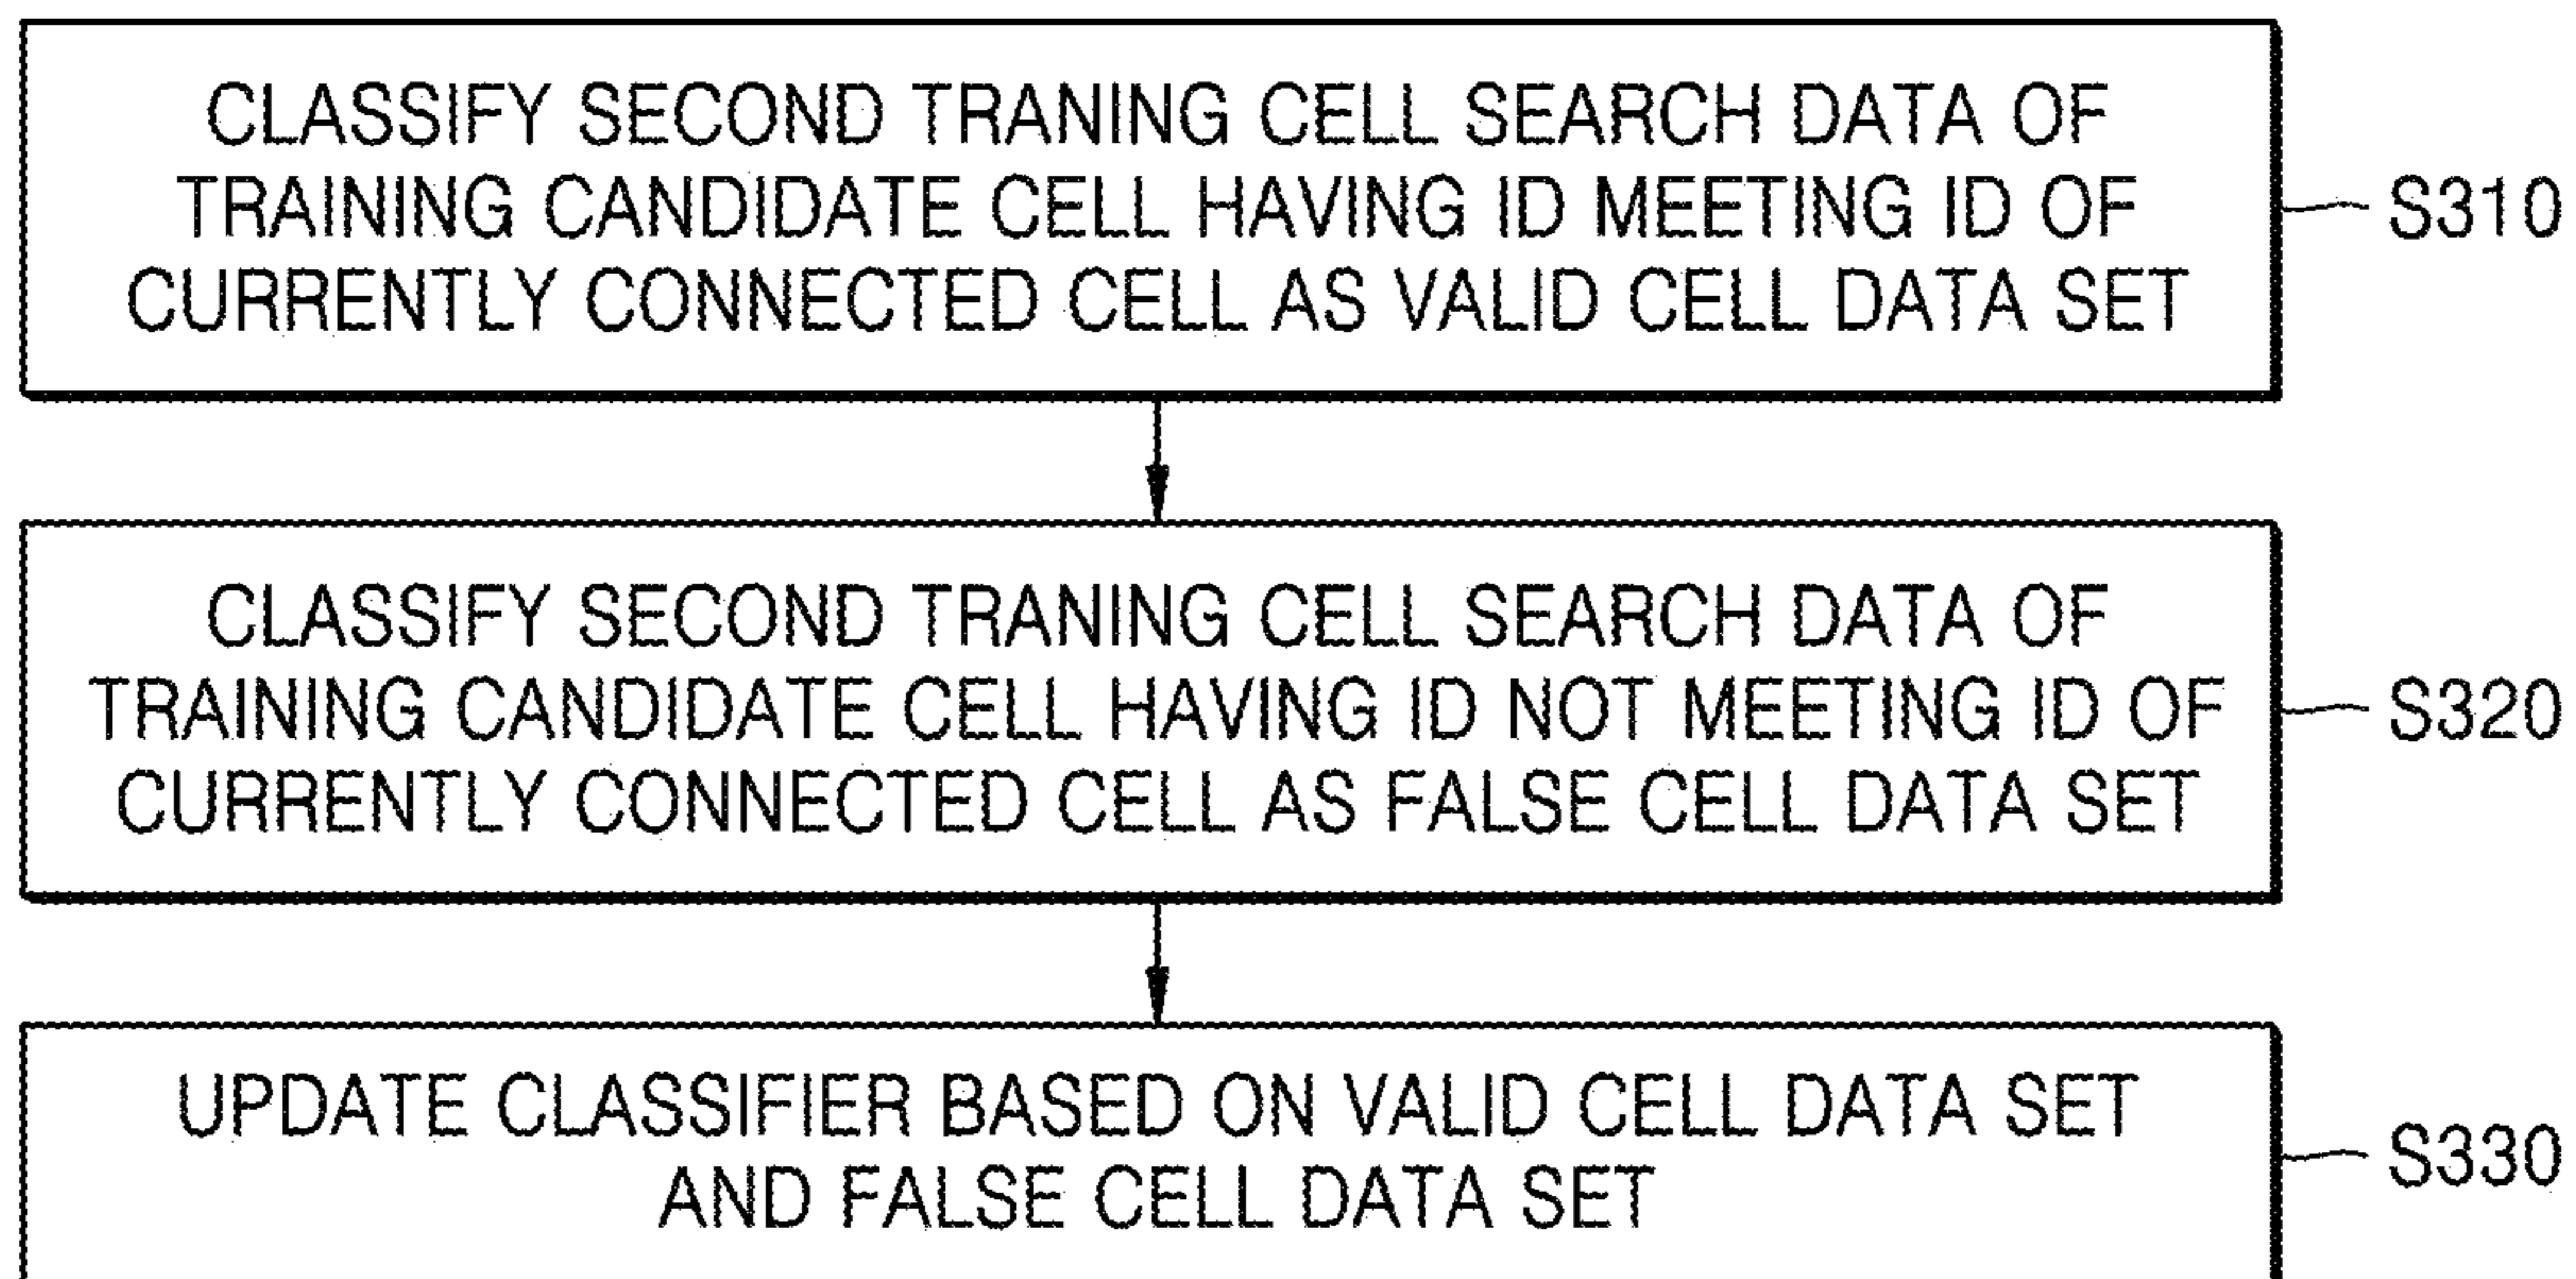 CLASSIFY SECOND TRANING CELL SEARCH DATA OF
TRAINING CANDIDATE CELL HAVING ID MEETING ID OF
CURRENTLY CONNECTED CELL AS VALID CELL DATA SET
S310
CLASSIFY SECOND TRANING CELL SEARCH DATA OF
TRAINING CANDIDATE CELL HAVING ID NOT MEETING ID OF
CURRENTLY CONNECTED CELL AS FALSE CELL DATA SET
S320
UPDATE CLASSIFIER BASED ON VALID CELL DATA SET
AND FALSE CELL DATA SET
S330